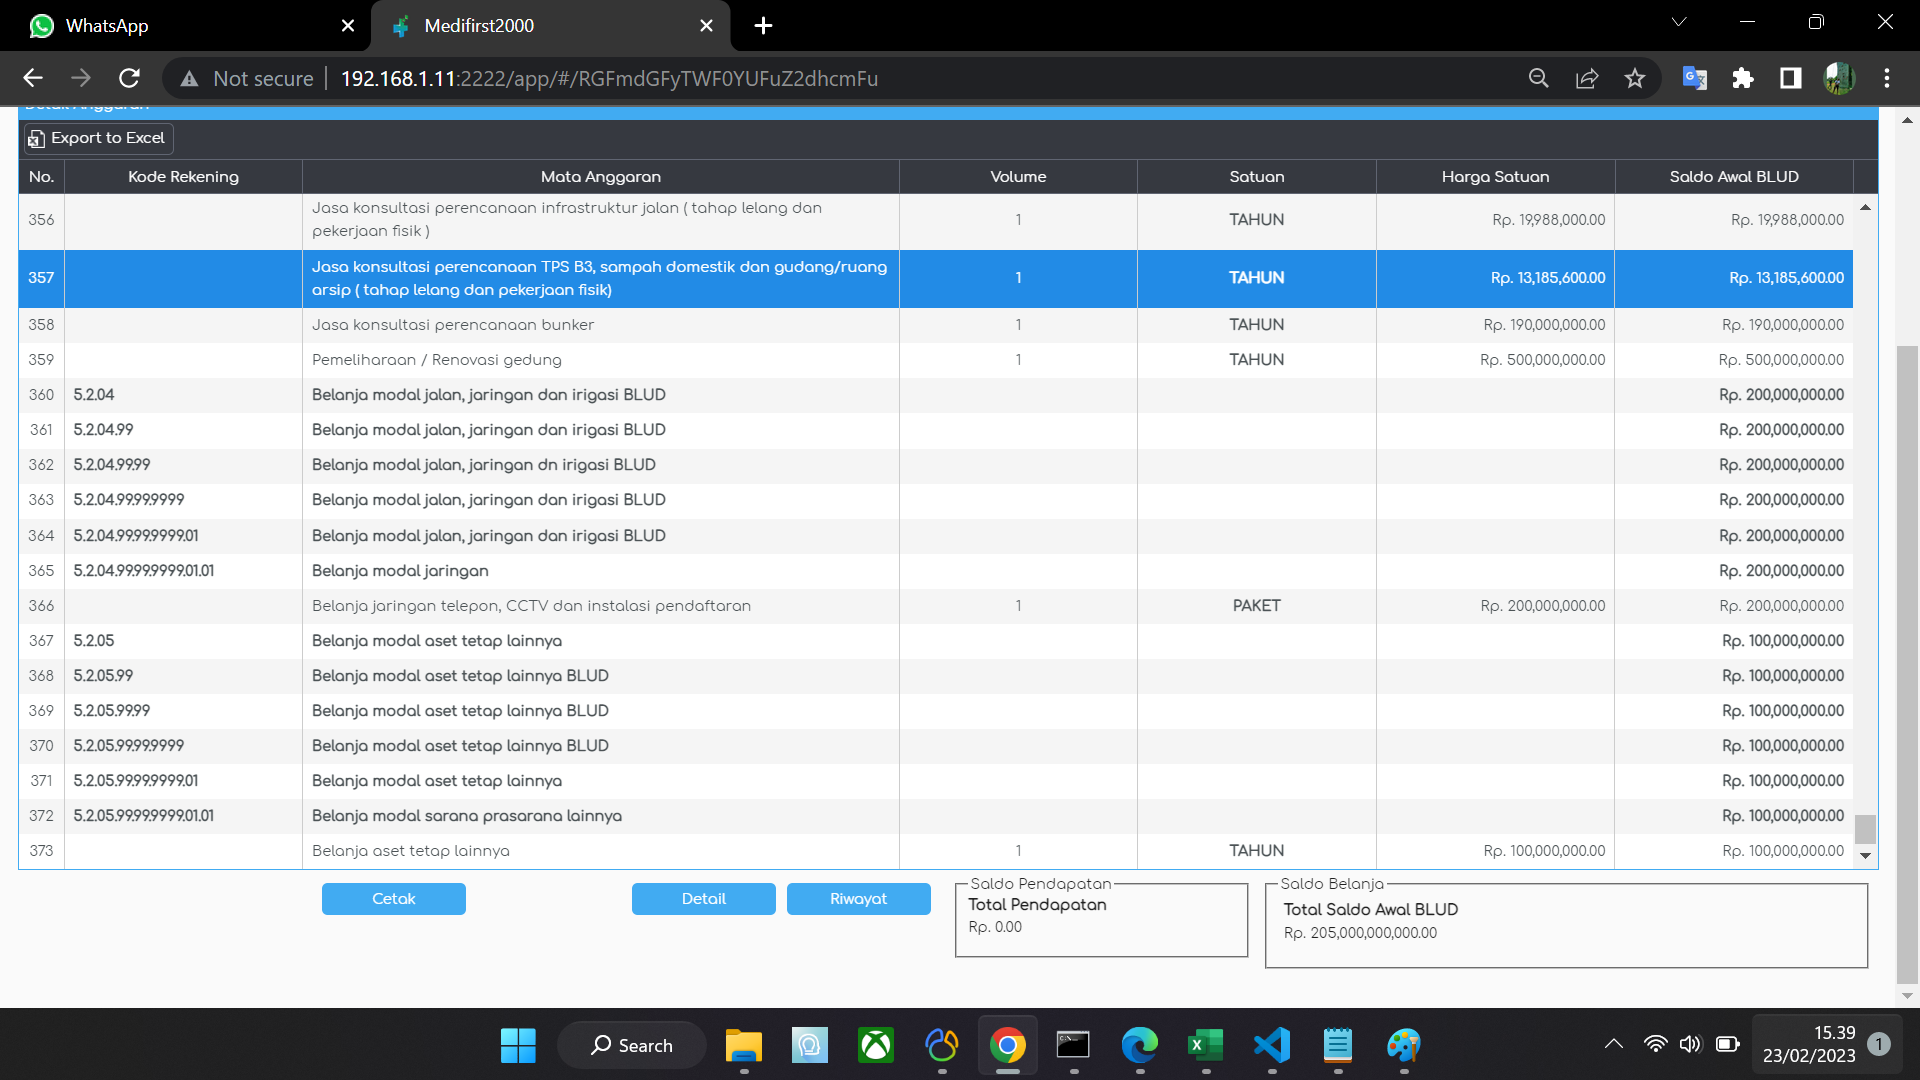 WhatsApp
Medifirst2000
Not secure 192.168.1.11:2222/app/#/RGFmdGFyTWF0YUFuZ2dhcmFu
Export to Excel
No. Kode Rekening Mata Anggaran Volume Satuan Harga Satuan Saldo Awal BLUD
356 Jasa konsultasi perencanaan infrastruktur jalan ( tahap lelang dan 1 TAHUN Rp. 19,988,000.00 Rp. 19,988,000.00
pekerjaan fisik )
357 Jasa konsultasi perencanaan TPS B3, sampah domestik dan gudang/ruang 1 TAHUN Rp. 13,185,600.00 Rp. 13,185,600.00
arsip ( tahap lelang dan pekerjaan fisik)
358 Jasa konsultasi perencanaan bunker 1 TAHUN Rp. 190,000,000.00 Rp. 190,000,000.00
359 Pemeliharaan / Renovasi gedung 1 TAHUN Rp. 500,000,000.00 Rp. 500,000,000.00
360 5.2.04 Belanja modal jalan, jaringan dan irigasi BLUD Rp. 200,000,000.00
361 5.2.04.99 Belanja modal jalan, jaringan dan irigasi BLUD Rp. 200,000,000.00
362 5.2.04.99.99 Belanja modal jalan, jaringan dn irigasi BLUD Rp. 200,000,000.00
363 5.2.04.99.99.9999 Belanja modal jalan, jaringan dan irigasi BLUD Rp. 200,000,000.00
364 5.2.04.99.99.9999.01 Belanja modal jalan, jaringan dan irigasi BLUD Rp. 200,000,000.00
365 5.2.04.99.99.9999.01.01 Belanja modal jaringan Rp. 200,000,000.00
366 Belanja jaringan telepon, CCTV dan instalasi pendaftaran 1 PAKET Rp. 200,000,000.00 Rp. 200,000,000.00
367 5.2.05 Belanja modal aset tetap lainnya Rp. 100,000,000.00
368 5.2.05.99 Belanja modal aset tetap lainnya BLUD Rp. 100,000,000.00
369 5.2.05.99.99 Belanja modal aset tetap lainnya BLUD Rp. 100,000,000.00
370 5.2.05.99.99.9999 Belanja modal aset tetap lainnya BLUD Rp. 100,000,000.00
371 5.2.05.99.99.9999.01 Belanja modal aset tetap lainnya Rp. 100,000,000.00
372 5.2.05.99.99.9999.01.01 Belanja modal sarana prasarana lainnya Rp. 100,000,000.00
373 Belanja aset tetap lainnya 1 TAHUN Rp. 100,000,000.00 Rp. 100,000,000.00
Cetak Detail Riwayat
Saldo Pendapatan
Total Pendapatan
Rp. 0.00
Saldo Belanja
Total Saldo Awal BLUD
Rp. 205,000,000,000.00
Search
15.39
23/02/2023
1